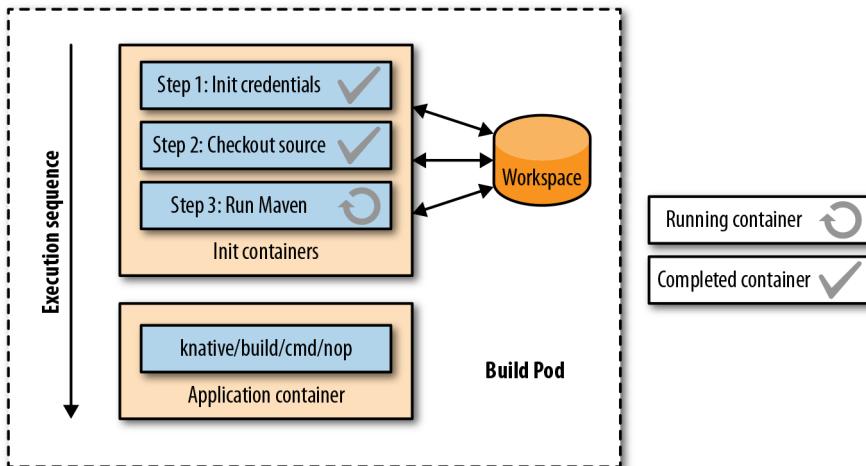 Execution sequence
Step 1: Init credentials
Step 2: Checkout source
Step 3: Run Maven
Init containers
Workspace
knative/build/cmd/nop
Application container
Build Pod
Running container
Completed container